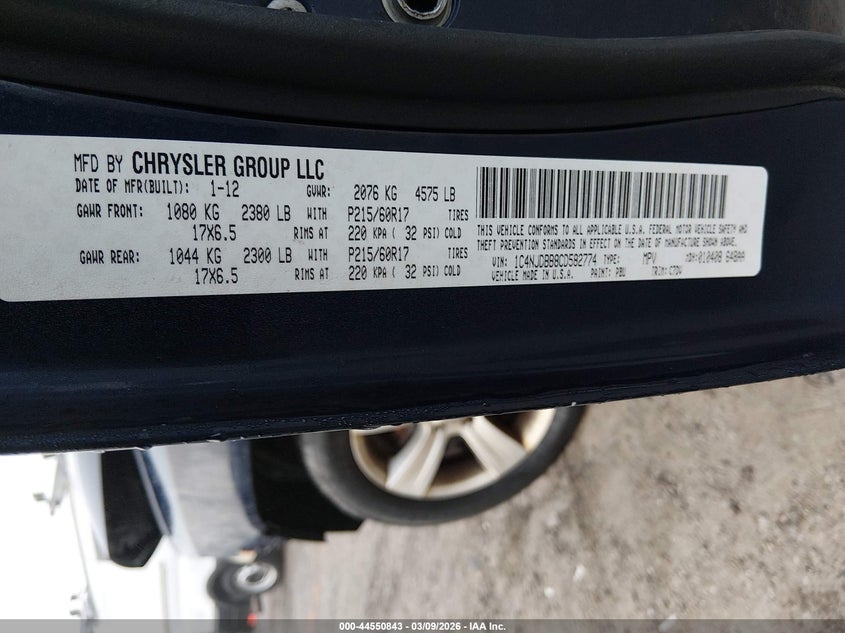 MFD BY CHRYSLER GROUP LLC
DATE OF MFR(BUILT): 1-12 GVWR: 2076 KG 4575 LB
GAWR FRONT: 1080 KG 2380 LB WITH P215/60R17 TIRES
17X6.5 RIMS AT 220 KPA ( 32 PSI) COLD
GAWR REAR: 1044 KG 2300 LB WITH P215/60R17 TIRES
17X6.5 RIMS AT 220 KPA ( 32 PSI) COLD
THIS VEHICLE CONFORMS TO ALL APPLICABLE U.S.A. FEDERAL MOTOR VEHICLE SAFETY AND
THEFT PREVENTION STANDARDS IN EFFECT ON THE DATE OF MANUFACTURE SHOWN ABOVE.
VIN: 1C4NJDBB8CD582774 TYPE: MPV
VEHICLE MADE IN U.S.A. PAINT: PBU TRIM: C7DV
000-44550843 | 03/09/2026 | IAA Inc.